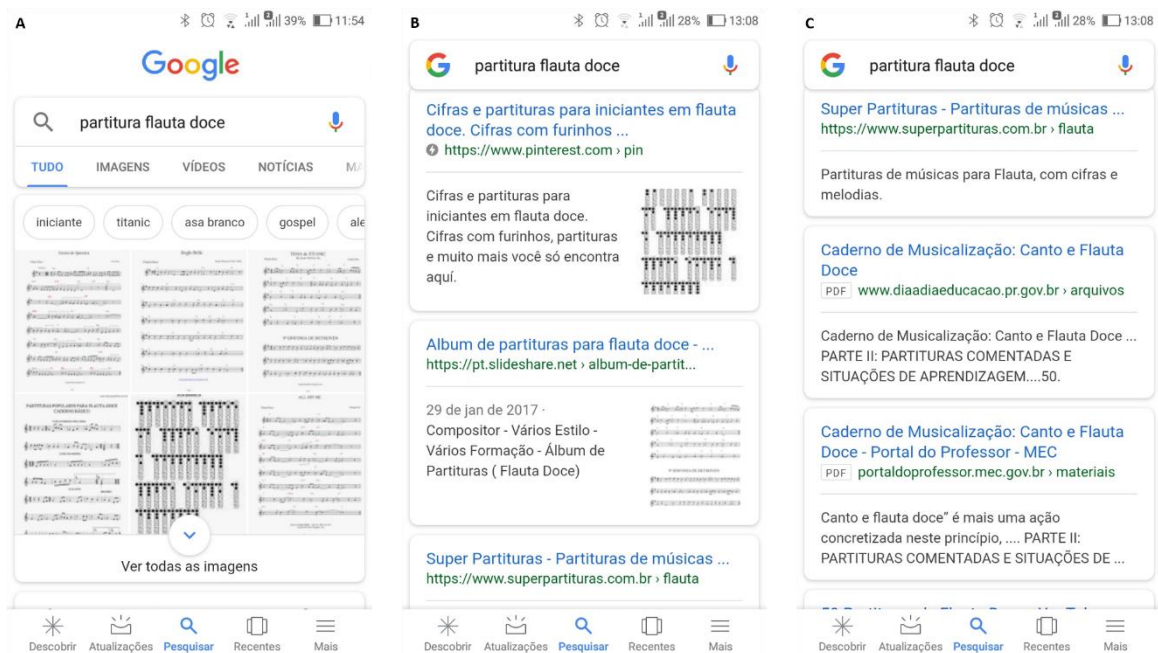 A
39% 11:54
Google
partitura flauta doce
TUDO IMAGENS VÍDEOS NOTÍCIAS MA
iniciante titanic asa branco gospel ale
Ver todas as imagens
Descobrir Atualizações Pesquisar Recentes Mais
B
28% 13:08
partitura flauta doce
Cifras e partituras para iniciantes em flauta
doce. Cifras com furinhos ...
https://www.pinterest.com › pin
Cifras e partituras para
iniciantes em flauta doce.
Cifras com furinhos, partituras
e muito mais você só encontra
aquí.
Album de partituras para flauta doce - ...
https://pt.slideshare.net › album-de-partit...
29 de jan de 2017 ·
Compositor - Vários Estilo -
Vários Formação - Álbum de
Partituras ( Flauta Doce)
Super Partituras - Partituras de músicas ...
https://www.superpartituras.com.br › flauta
Descobrir Atualizações Pesquisar Recentes Mais
C
28% 13:08
partitura flauta doce
Super Partituras - Partituras de músicas ...
https://www.superpartituras.com.br › flauta
Partituras de músicas para Flauta, com cifras e
melodias.
Caderno de Musicalização: Canto e Flauta
Doce
PDF www.diaadiaeducacao.pr.gov.br › arquivos
Caderno de Musicalização: Canto e Flauta Doce ...
PARTE II: PARTITURAS COMENTADAS E
SITUAÇÕES DE APRENDIZAGEM....50.
Caderno de Musicalização: Canto e Flauta
Doce - Portal do Professor - MEC
PDF portaldoprofessor.mec.gov.br › materiais
Canto e flauta doce” é mais uma ação
concretizada neste princípio, .... PARTE II:
PARTITURAS COMENTADAS E SITUAÇÕES DE ...
Descobrir Atualizações Pesquisar Recentes Mais